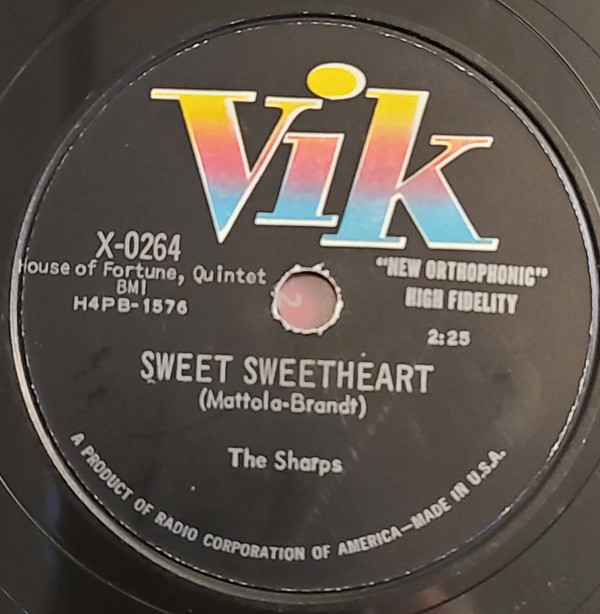 Vik
X-0264
House of Fortune, Quintet
BMI
H4PB-1576
"NEW ORTHOPHONIC"
HIGH FIDELITY
2:25
SWEET SWEETHEART
(Mattola-Brandt)
The Sharps
A PRODUCT OF RADIO CORPORATION OF AMERICA—MADE IN U.S.A.